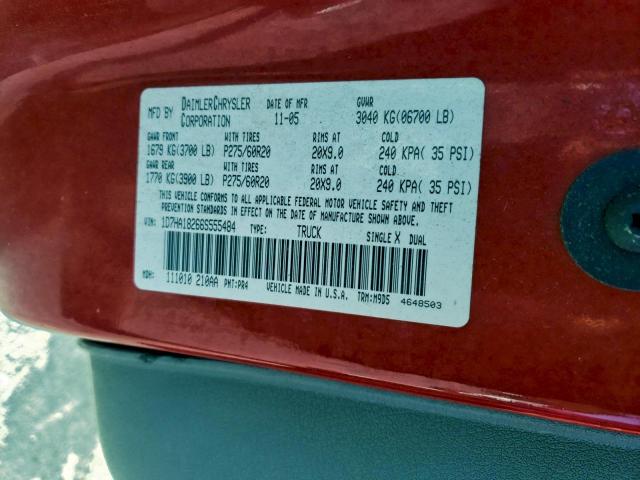 MFD BY DAIMLERCHRYSLER CORPORATION DATE OF MFR 11-05 GVWR 3040 KG(06700 LB)
GAWR FRONT WITH TIRES RIMS AT COLD
1679 KG(3700 LB) P275/60R20 20X9.0 240 KPA( 35 PSI)
GAWR REAR WITH TIRES RIMS AT COLD
1770 KG(3900 LB) P275/60R20 20X9.0 240 KPA( 35 PSI)
THIS VEHICLE CONFORMS TO ALL APPLICABLE FEDERAL MOTOR VEHICLE SAFETY AND THEFT
PREVENTION STANDARDS IN EFFECT ON THE DATE OF MANUFACTURE SHOWN ABOVE.
VIN: 1D7HA18266S555484 TYPE: TRUCK SINGLE X DUAL
MDH: 111010 210AA PNT:PR4 VEHICLE MADE IN U.S.A. TRM:M9D5 4648503